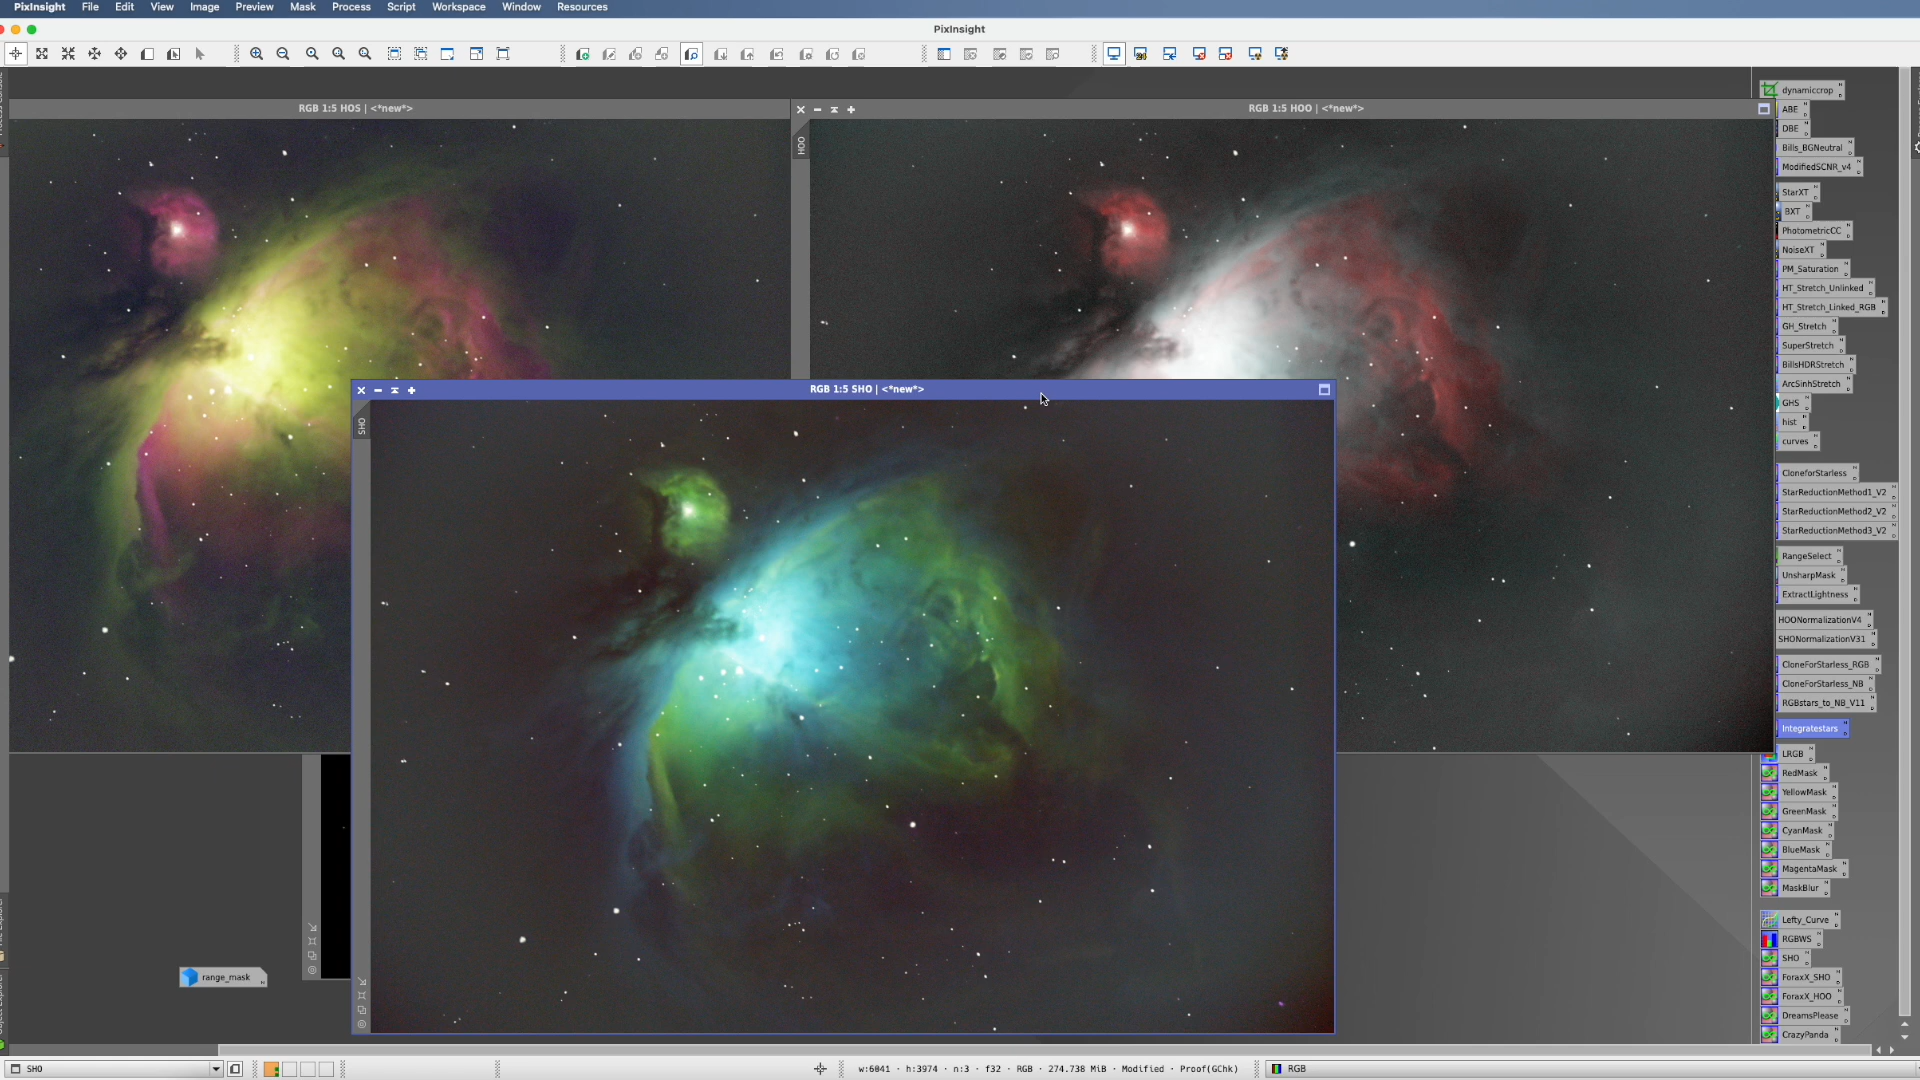 PixInsight File Edit View Image Preview Mask Process Script Workspace Window Resources
PixInsight
RGB 1:5 HOS | <*new*>
RGB 1:5 HOO | <*new*>
HOO
RGB 1:5 SHO | <*new*>
SHO
dynamiccrop
ABE
DBE
Bills_BGNeutral
ModifiedSCNR_v4
StarXT
BXT
PhotometricCC
NoiseXT
PM_Saturation
HT_Stretch_Unlinked
HT_Stretch_Linked_RGB
GH_Stretch
SuperStretch
BillsHDRStretch
ArcSinhStretch
GHS
hist
curves
CloneforStarless
StarReductionMethod1_V2
StarReductionMethod2_V2
StarReductionMethod3_V2
RangeSelect
UnsharpMask
ExtractLightness
HOONormalizationV4
SHONormalizationV31
CloneForStarless_RGB
CloneForStarless_NB
RGBstars_to_NB_V11
Integratestars
LRGB
RedMask
YellowMask
GreenMask
CyanMask
BlueMask
MagentaMask
MaskBlur
Lefty_Curve
RGBWS
SHO
ForaxX_SHO
ForaxX_HOO
DreamsPlease
CrazyPanda
range_mask
SHO
w:6041 · h:3974 · n:3 · f32 · RGB · 274.738 MiB · Modified · Proof(GChk)
RGB